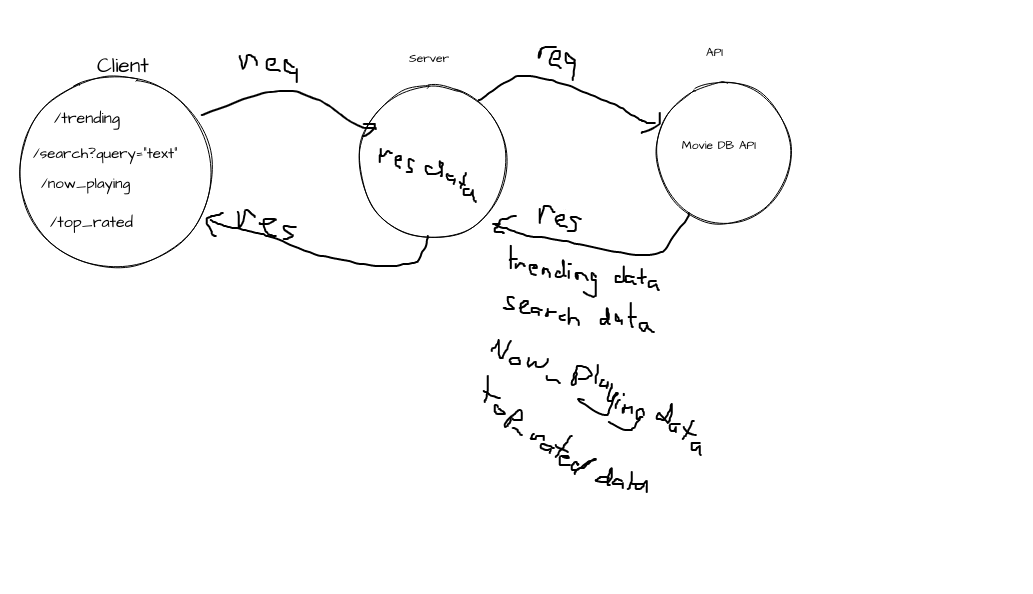 Client
req
Server
req
API
/trending
/search?query="text"
/now_playing
/top_rated
res data
Movie DB API
res
res
trending data
search data
Now_Playing data
top_rated data